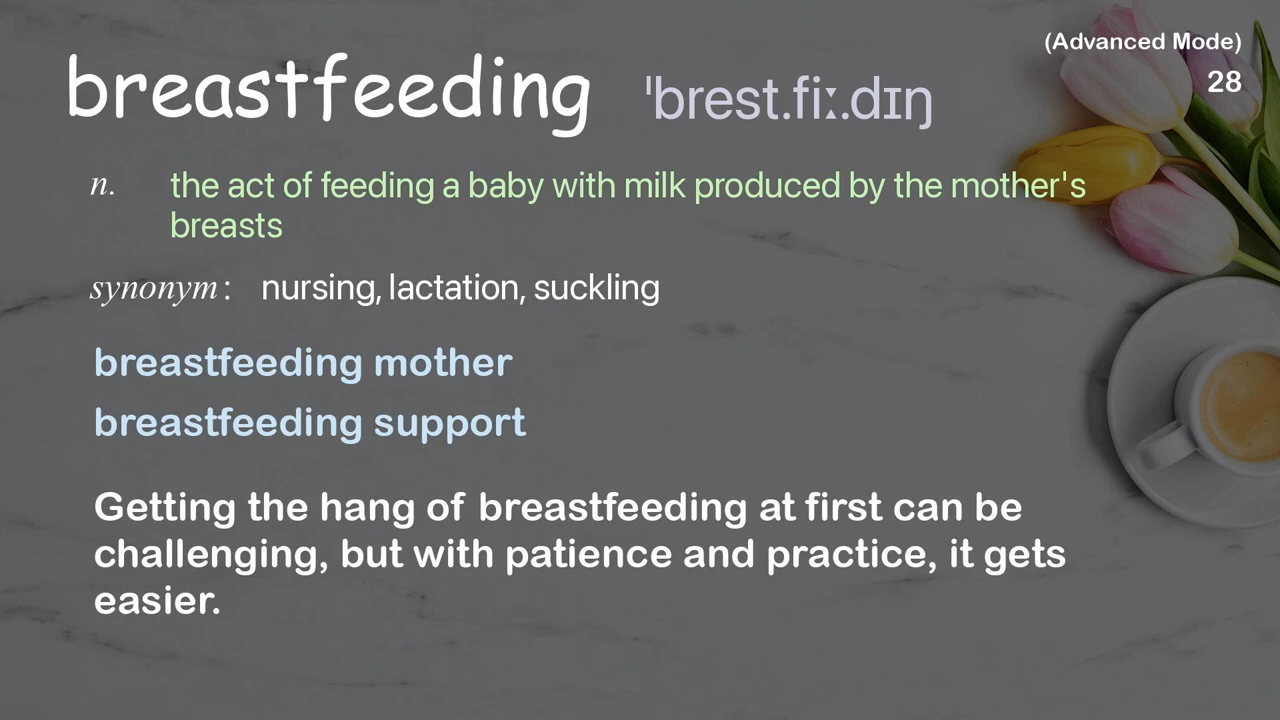 (Advanced Mode)
28
breastfeeding ˈbrest.fiː.dɪŋ
n. the act of feeding a baby with milk produced by the mother's
breasts
synonym: nursing, lactation, suckling
breastfeeding mother
breastfeeding support
Getting the hang of breastfeeding at first can be
challenging, but with patience and practice, it gets
easier.